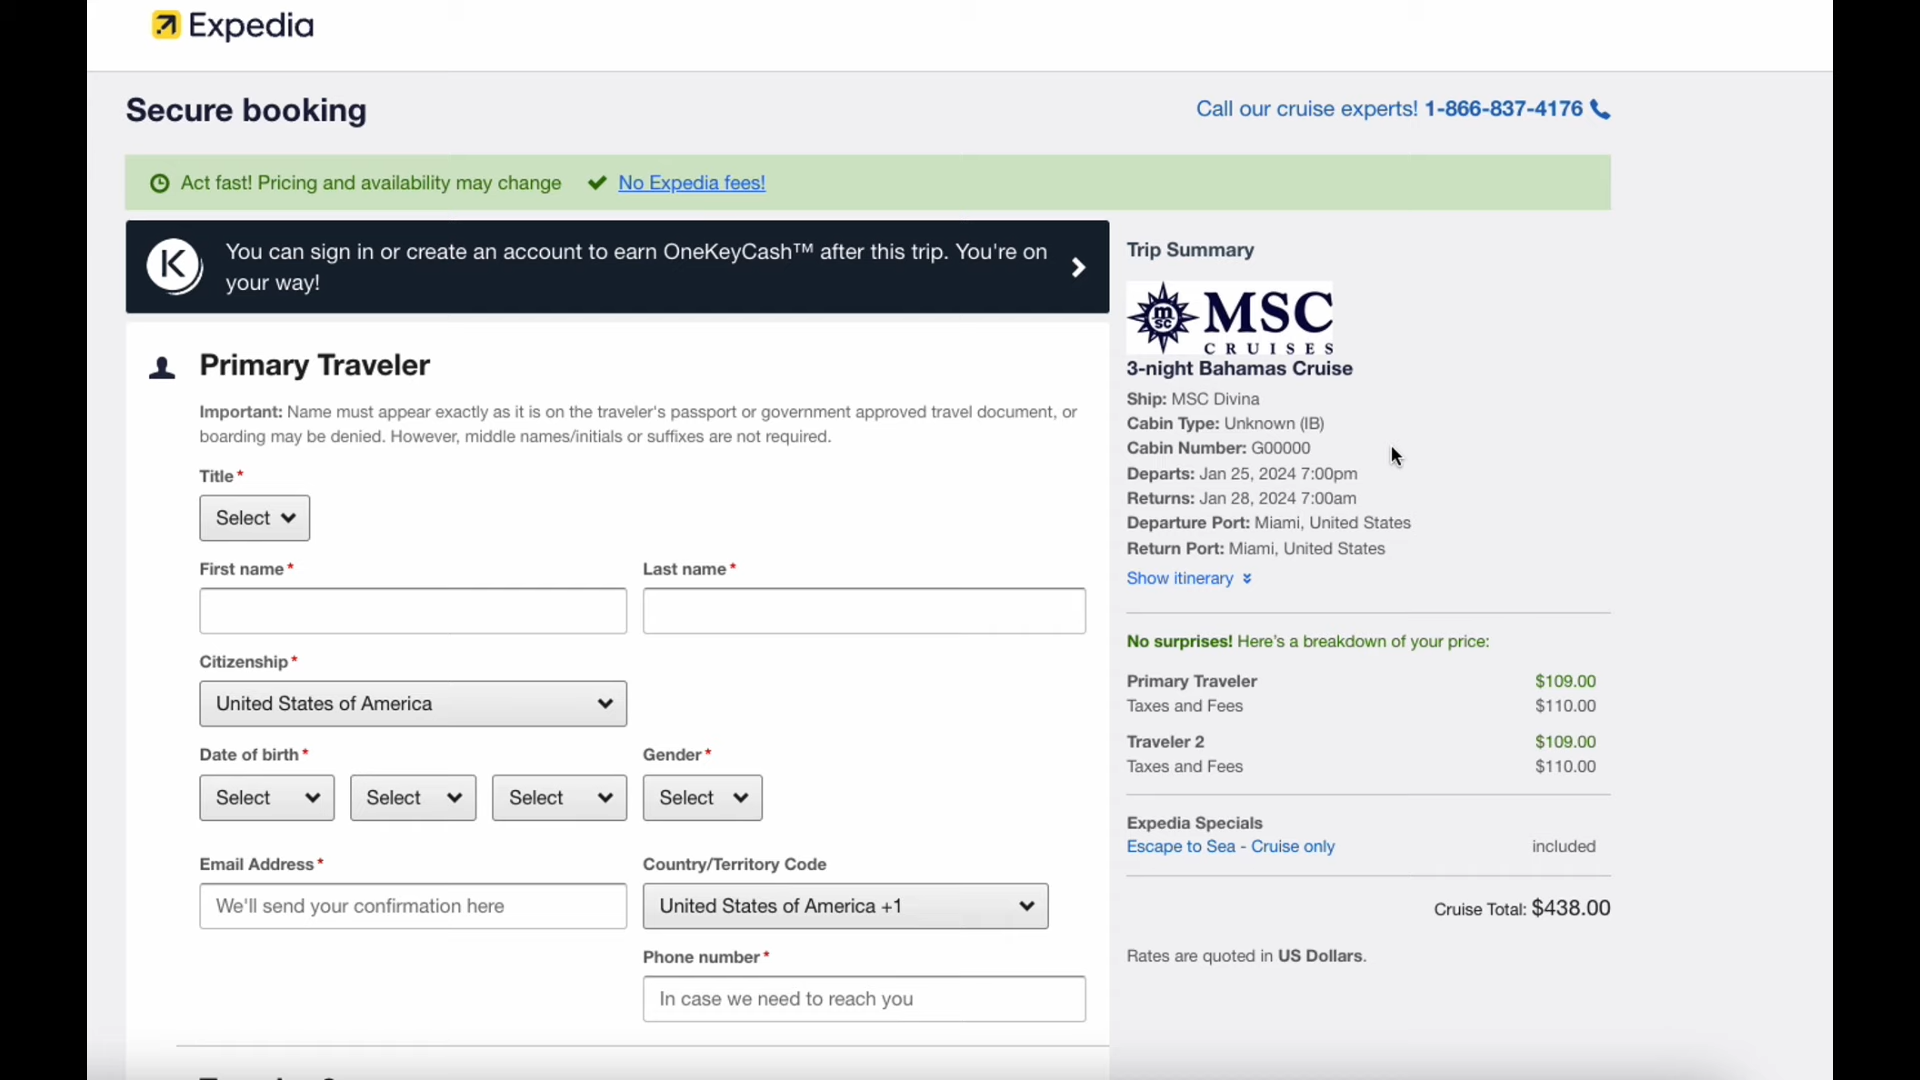 Expedia
Secure booking
Call our cruise experts! 1-866-837-4176
Act fast! Pricing and availability may change
No Expedia fees!
K
You can sign in or create an account to earn OneKeyCash™ after this trip. You're on
your way!
Primary Traveler
Important: Name must appear exactly as it is on the traveler's passport or government approved travel document, or
boarding may be denied. However, middle names/initials or suffixes are not required.
Title*
Select
First name*
Last name*
Citizenship*
United States of America
Date of birth*
Gender*
Select
Select
Select
Select
Email Address*
Country/Territory Code
We'll send your confirmation here
United States of America +1
Phone number*
In case we need to reach you
Trip Summary
msc
MSC
CRUISES
3-night Bahamas Cruise
Ship: MSC Divina
Cabin Type: Unknown (IB)
Cabin Number: G00000
Departs: Jan 25, 2024 7:00pm
Returns: Jan 28, 2024 7:00am
Departure Port: Miami, United States
Return Port: Miami, United States
Show itinerary
No surprises! Here's a breakdown of your price:
Primary Traveler $109.00
Taxes and Fees $110.00
Traveler 2 $109.00
Taxes and Fees $110.00
Expedia Specials
Escape to Sea - Cruise only included
Cruise Total: $438.00
Rates are quoted in US Dollars.